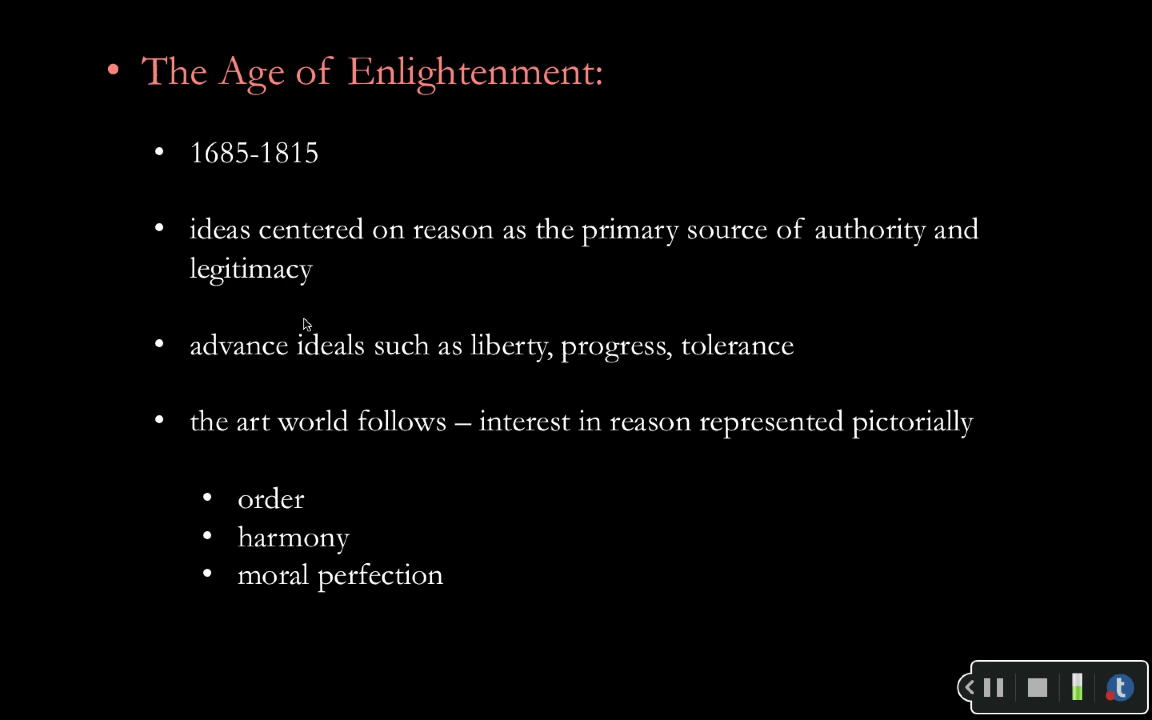 • The Age of Enlightenment:
• 1685-1815
• ideas centered on reason as the primary source of authority and
legitimacy
• advance ideals such as liberty, progress, tolerance
• the art world follows – interest in reason represented pictorially
• order
• harmony
• moral perfection
t